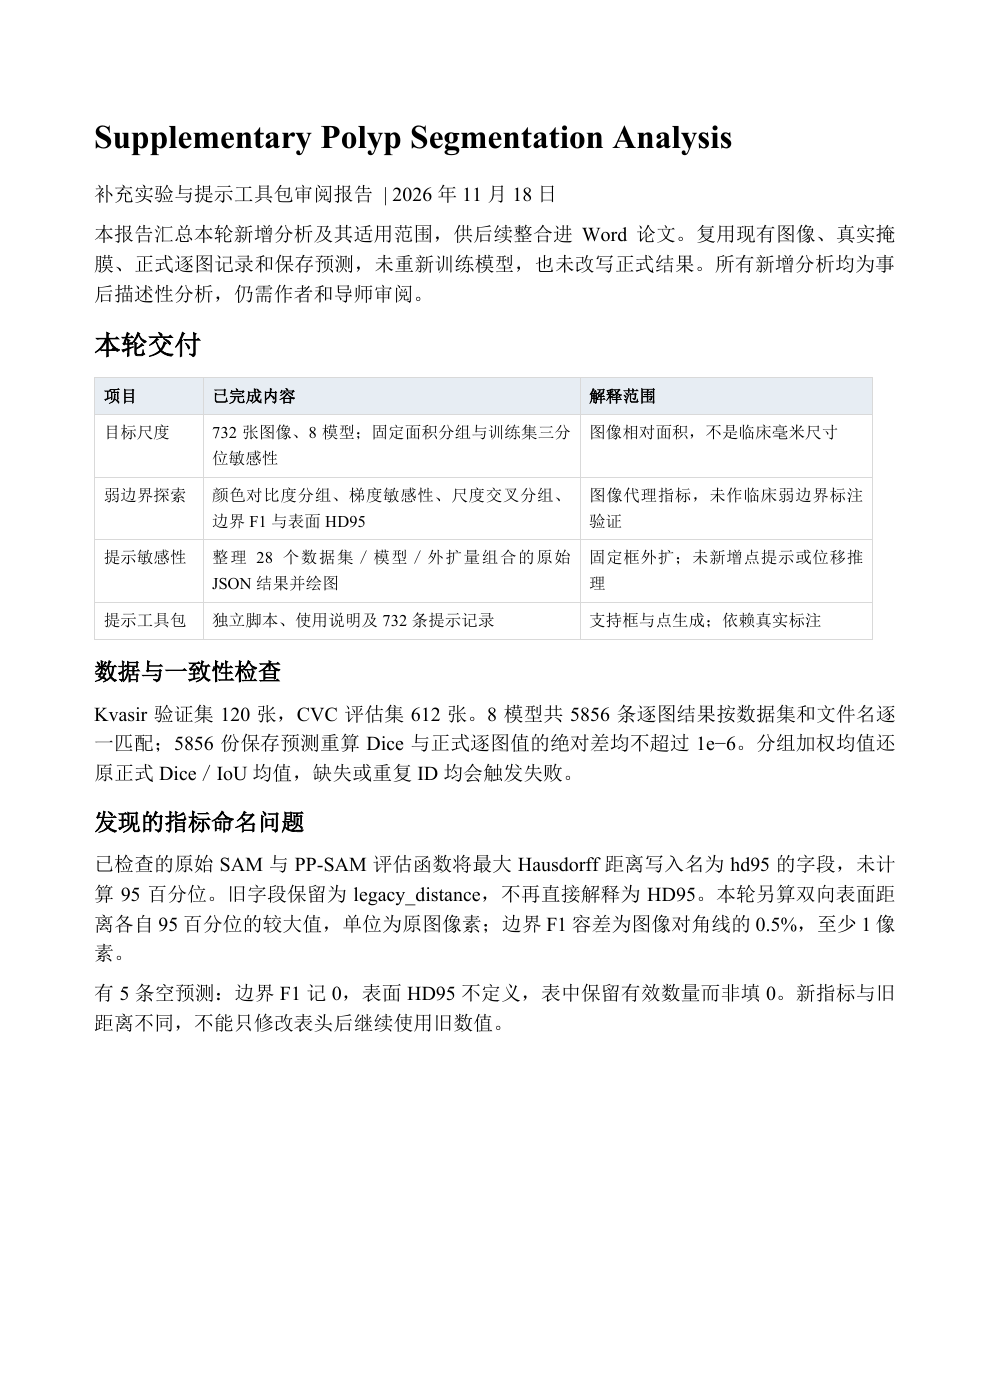 Supplementary Polyp Segmentation Analysis
补充实验与提示工具包审阅报告 | 2026 年 11 月 18 日
本报告汇总本轮新增分析及其适用范围，供后续整合进 Word 论文。复用现有图像、真实掩
膜、正式逐图记录和保存预测，未重新训练模型，也未改写正式结果。所有新增分析均为事
后描述性分析，仍需作者和导师审阅。
本轮交付
项目 已完成内容 解释范围
目标尺度 732 张图像、8 模型；固定面积分组与训练集三分 图像相对面积，不是临床毫米尺寸
位敏感性
弱边界探索 颜色对比度分组、梯度敏感性、尺度交叉分组、 图像代理指标，未作临床弱边界标注
边界 F1 与表面 HD95 验证
提示敏感性 整理 28 个数据集 / 模型 / 外扩量组合的原始 固定框外扩；未新增点提示或位移推
JSON 结果并绘图 理
提示工具包 独立脚本、使用说明及 732 条提示记录 支持框与点生成；依赖真实标注
数据与一致性检查
Kvasir 验证集 120 张，CVC 评估集 612 张。8 模型共 5856 条逐图结果按数据集和文件名逐
一匹配；5856 份保存预测重算 Dice 与正式逐图值的绝对差均不超过 1e−6。分组加权均值还
原正式 Dice / IoU 均值，缺失或重复 ID 均会触发失败。
发现的指标命名问题
已检查的原始 SAM 与 PP-SAM 评估函数将最大 Hausdorff 距离写入名为 hd95 的字段，未计
算 95 百分位。旧字段保留为 legacy_distance，不再直接解释为 HD95。本轮另算双向表面距
离各自 95 百分位的较大值，单位为原图像素；边界 F1 容差为图像对角线的 0.5%，至少 1 像
素。
有 5 条空预测：边界 F1 记 0，表面 HD95 不定义，表中保留有效数量而非填 0。新指标与旧
距离不同，不能只修改表头后继续使用旧数值。